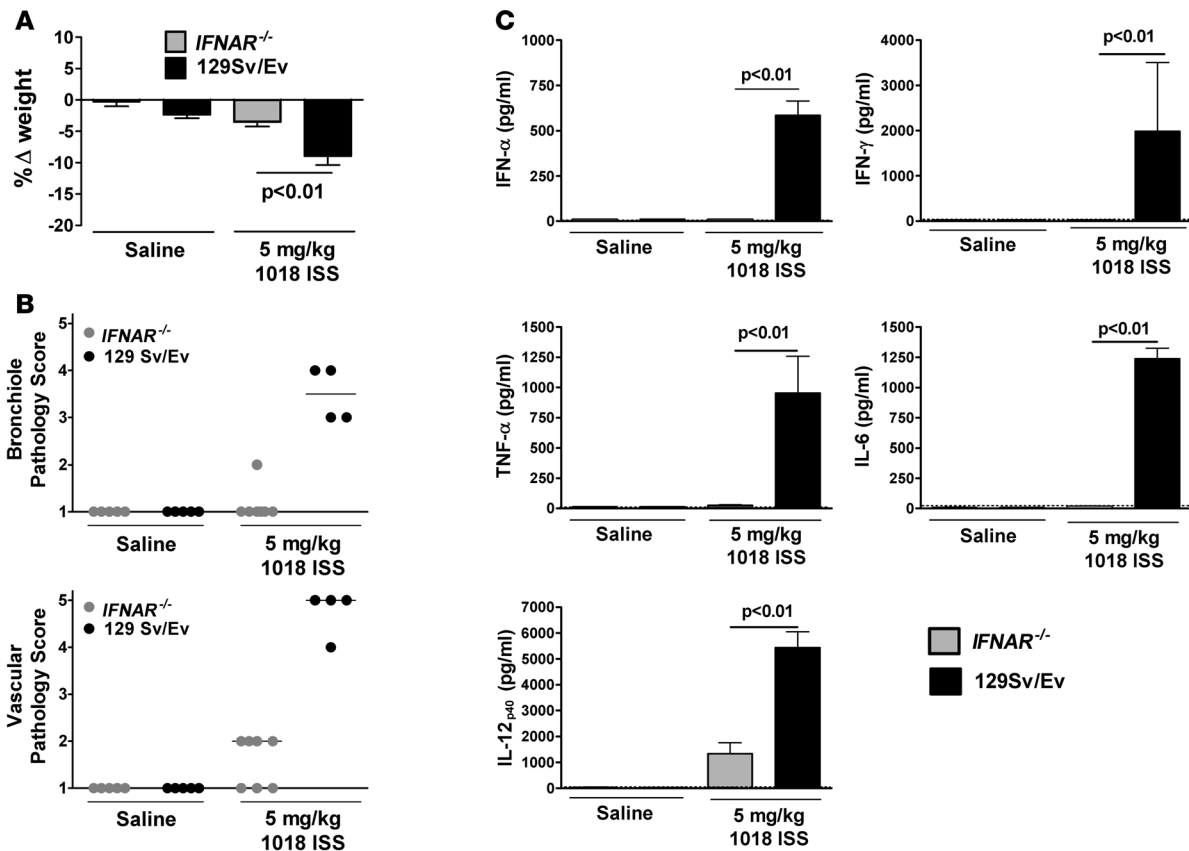 A
10
5
0
-5
-10
-15
-20
% Δ weight
IFNAR-/-
129Sv/Ev
p<0.01
Saline
5 mg/kg
1018 ISS
B
5
4
3
2
1
Bronchiole
Pathology Score
IFNAR-/-
129 Sv/Ev
Saline
5 mg/kg
1018 ISS
5
4
3
2
1
Vascular
Pathology Score
IFNAR-/-
129 Sv/Ev
Saline
5 mg/kg
1018 ISS
C
1000
750
500
250
0
IFN-α (pg/ml)
p<0.01
Saline
5 mg/kg
1018 ISS
4000
3000
2000
1000
0
IFN-γ (pg/ml)
p<0.01
Saline
5 mg/kg
1018 ISS
1500
1250
1000
750
500
250
0
TNF-α (pg/ml)
p<0.01
Saline
5 mg/kg
1018 ISS
1500
1250
1000
750
500
250
0
IL-6 (pg/ml)
p<0.01
Saline
5 mg/kg
1018 ISS
7000
6000
5000
4000
3000
2000
1000
0
IL-12p40 (pg/ml)
p<0.01
Saline
5 mg/kg
1018 ISS
IFNAR-/-
129Sv/Ev